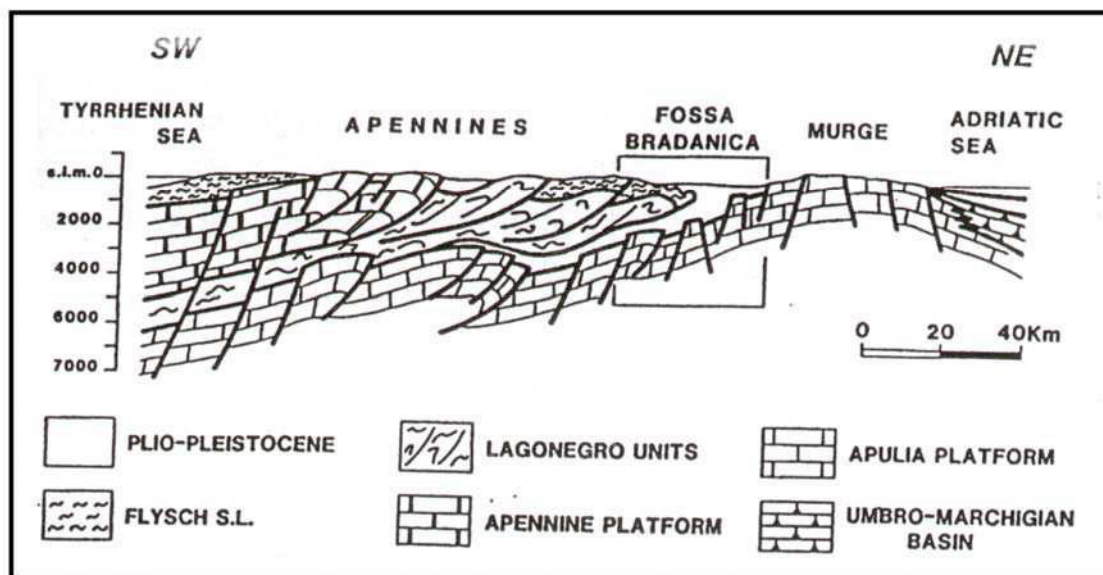 SW
NE
TYRRHENIAN
SEA
APENNINES
FOSSA
BRADANICA
MURGE
ADRIATIC
SEA
s.l.m.0
2000
4000
6000
7000
0 20 40Km
PLIO-PLEISTOCENE
LAGONEGRO UNITS
APULIA PLATFORM
FLYSCH S.L.
APENNINE PLATFORM
UMBRO-MARCHIGIAN
BASIN